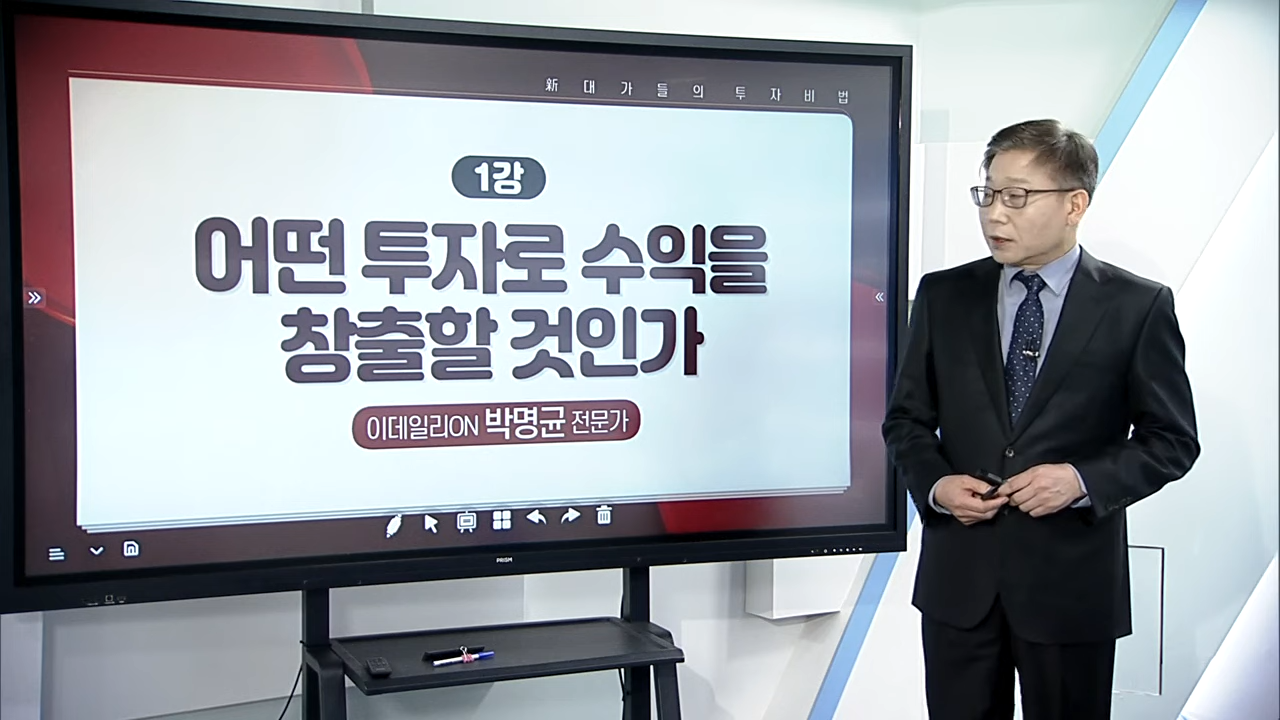 新대가들의투자비법
1강
어떤 투자로 수익을
창출할 것인가
이데일리ON 박명균 전문가
PRISM